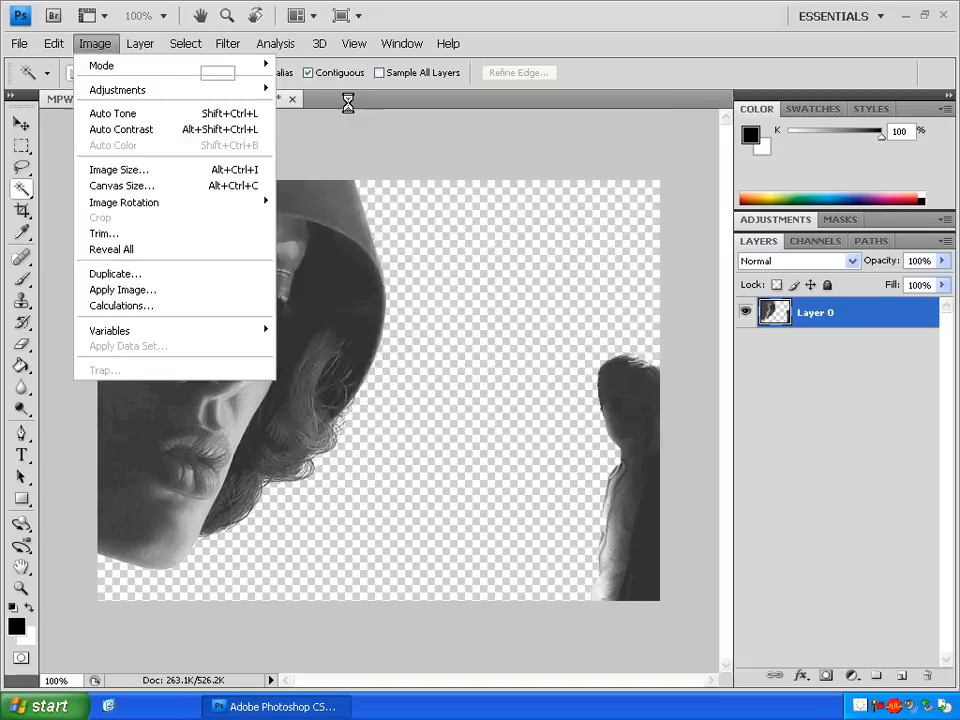 Ps Br 100% ESSENTIALS
File Edit Image Layer Select Filter Analysis 3D View Window Help
Contiguous Sample All Layers Refine Edge...
Mode
Adjustments
Auto Tone Shift+Ctrl+L
Auto Contrast Alt+Shift+Ctrl+L
Auto Color Shift+Ctrl+B
Image Size... Alt+Ctrl+I
Canvas Size... Alt+Ctrl+C
Image Rotation
Crop
Trim...
Reveal All
Duplicate...
Apply Image...
Calculations...
Variables
Apply Data Set...
Trap...
COLOR SWATCHES STYLES
K 100 %
ADJUSTMENTS MASKS
LAYERS CHANNELS PATHS
Normal Opacity: 100%
Lock: Fill: 100%
Layer 0
100% Doc: 263.1K/526.2K
start Ps Adobe Photoshop CS...